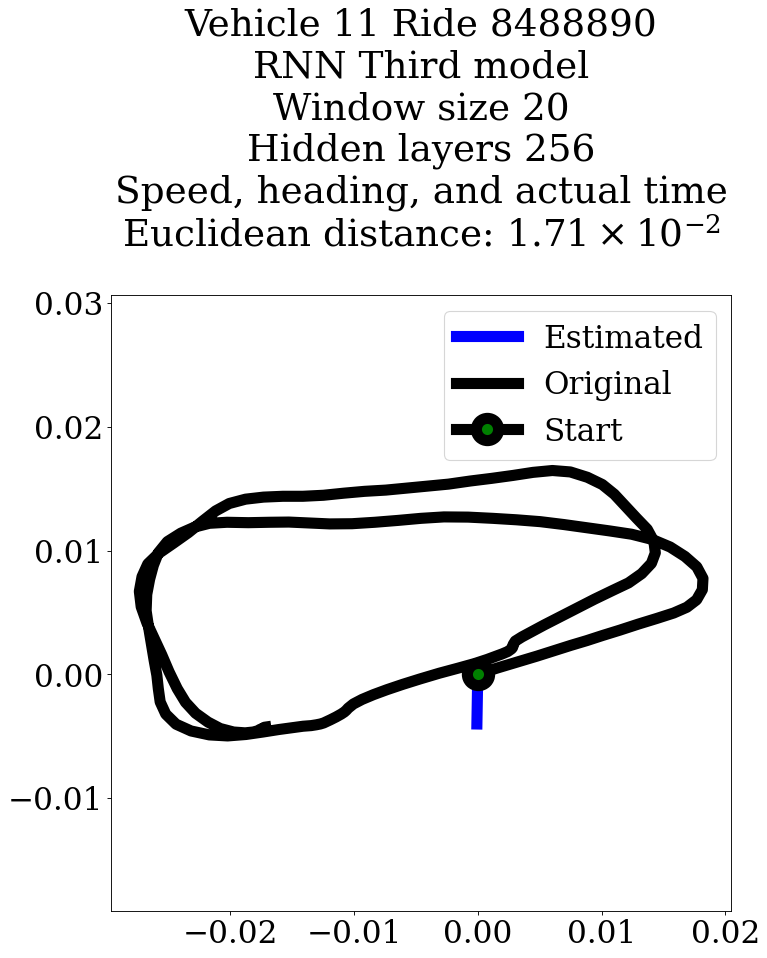 Vehicle 11 Ride 8488890
RNN Third model
Window size 20
Hidden layers 256
Speed, heading, and actual time
Euclidean distance: 1.71 × 10⁻²
0.03
Estimated
Original
Start
0.02
0.01
0.00
−0.01
−0.02 −0.01 0.00 0.01 0.02